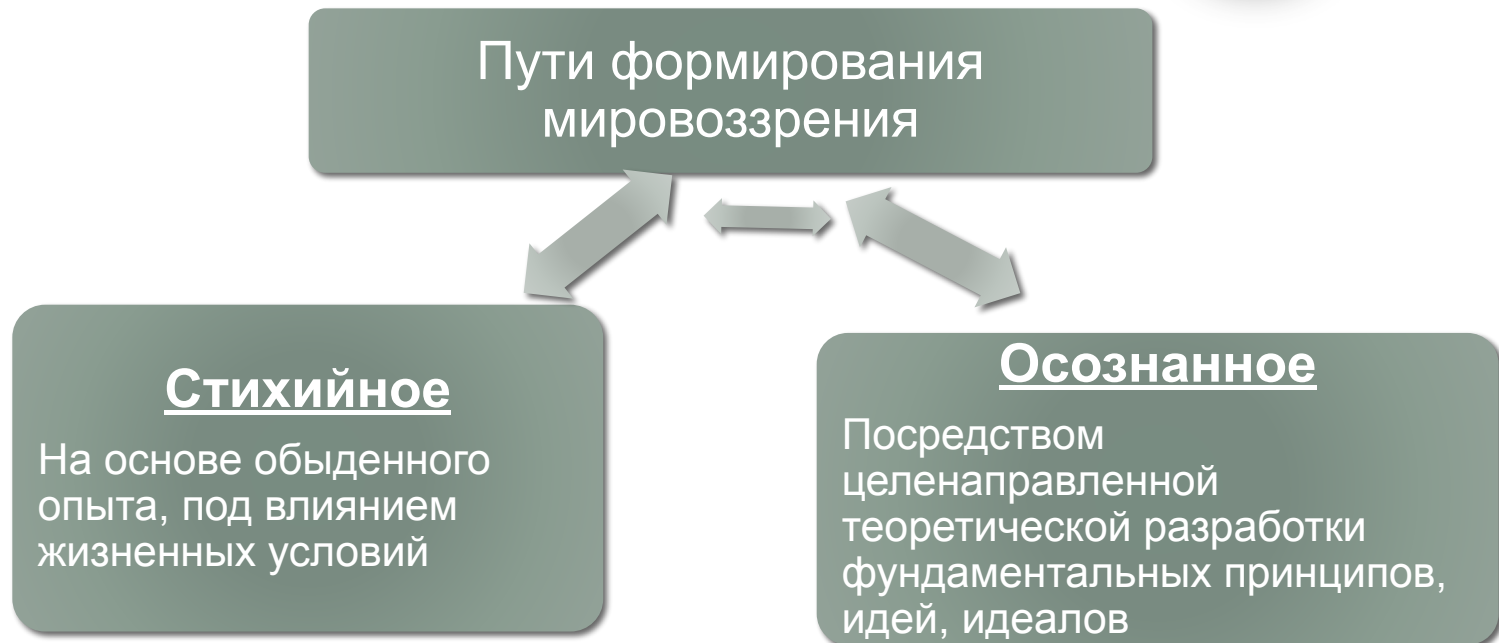 Пути формирования
мировоззрения
Стихийное
На основе обыденного
опыта, под влиянием
жизненных условий
Осознанное
Посредством
целенаправленной
теоретической разработки
фундаментальных принципов,
идей, идеалов